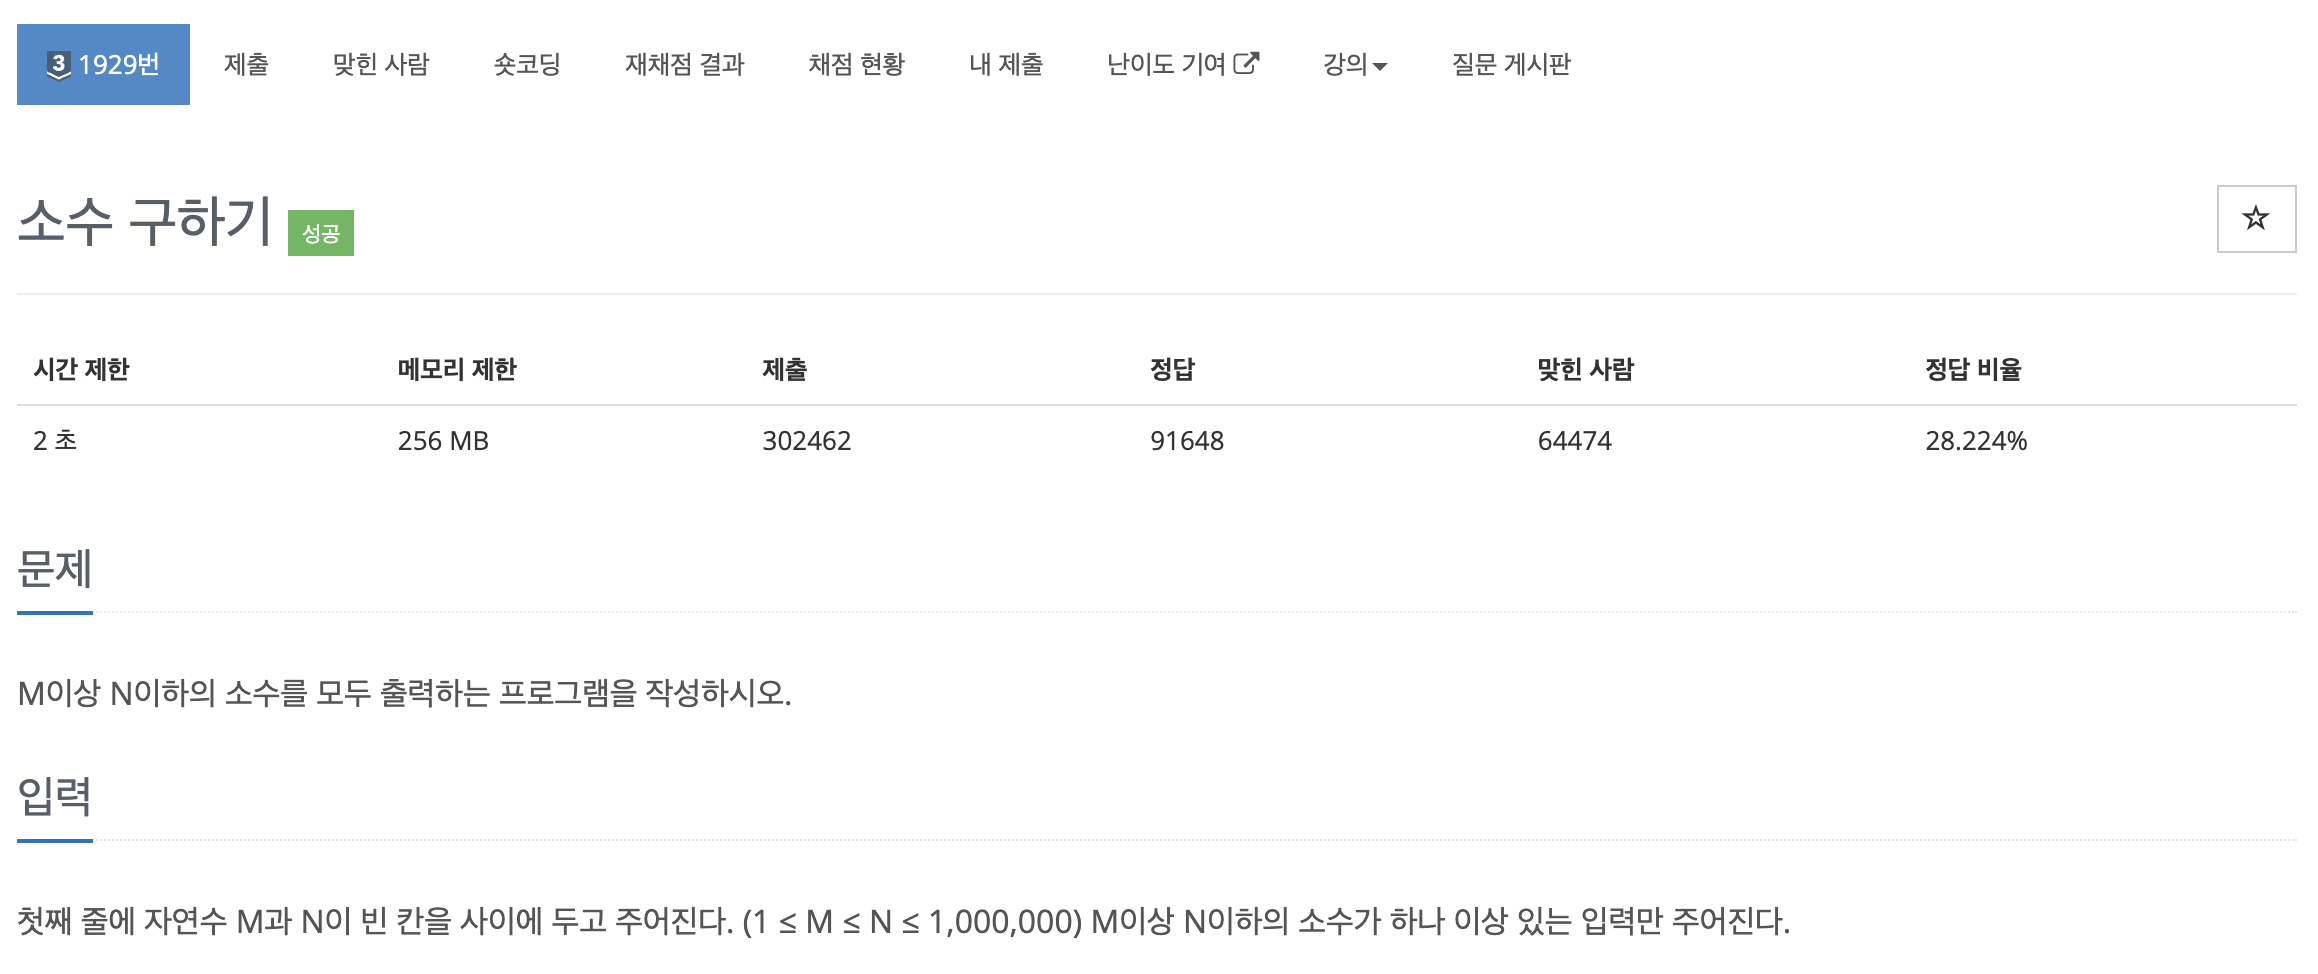 3 1929번 제출 맞힌 사람 숏코딩 재채점 결과 채점 현황 내 제출 난이도 기여 강의 질문 게시판
소수 구하기 성공
시간 제한 메모리 제한 제출 정답 맞힌 사람 정답 비율
2 초 256 MB 302462 91648 64474 28.224%
문제
M이상 N이하의 소수를 모두 출력하는 프로그램을 작성하시오.
입력
첫째 줄에 자연수 M과 N이 빈 칸을 사이에 두고 주어진다. (1 ≤ M ≤ N ≤ 1,000,000) M이상 N이하의 소수가 하나 이상 있는 입력만 주어진다.